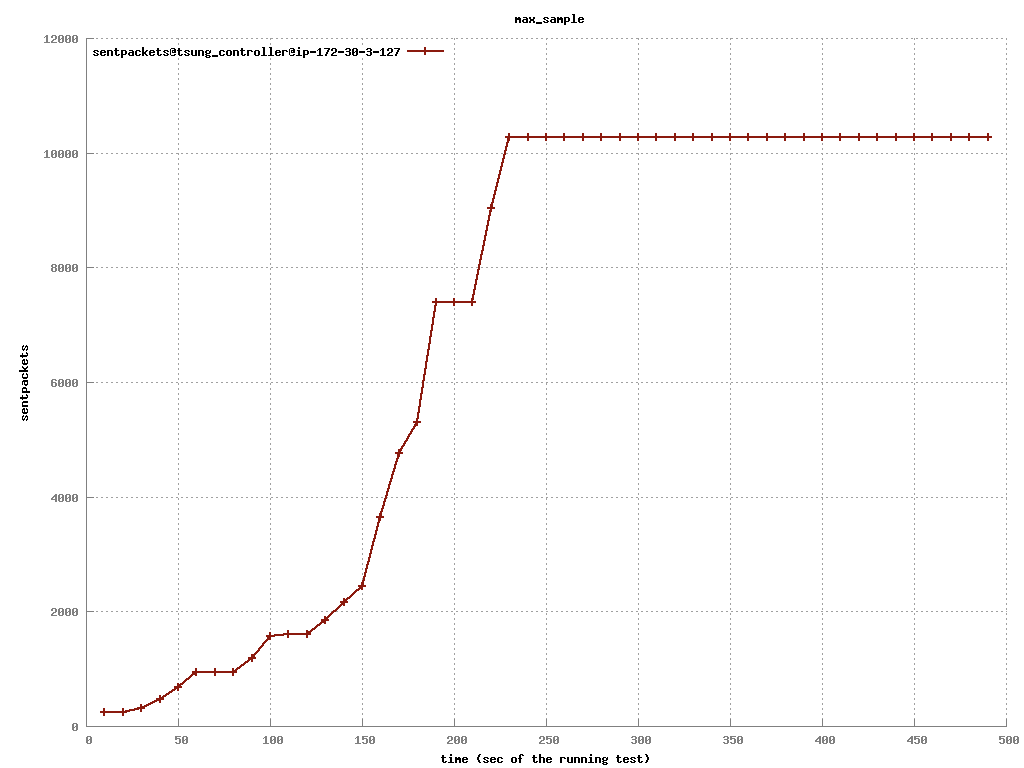 max_sample
12000
sentpackets@tsung_controller@ip-172-30-3-127
10000
8000
6000
sentpackets
4000
2000
0
0 50 100 150 200 250 300 350 400 450 500
time (sec of the running test)